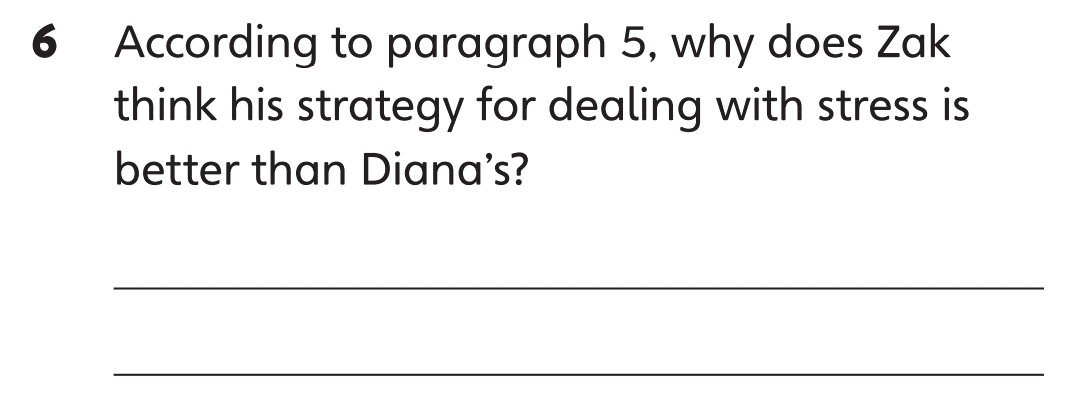 6 According to paragraph 5, why does Zak
think his strategy for dealing with stress is
better than Diana’s?